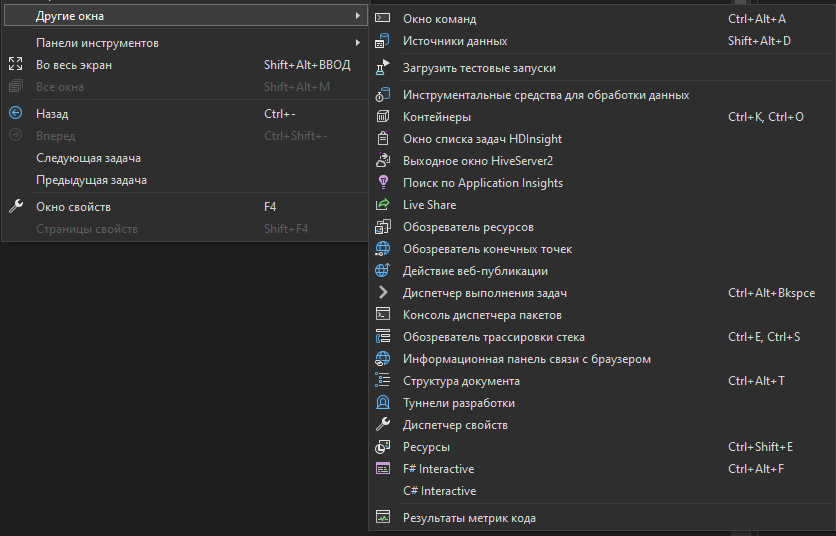 Другие окна
Панели инструментов
Во весь экран Shift+Alt+ВВОД
Все окна Shift+Alt+M
Назад Ctrl+-
Вперед Ctrl+Shift+-
Следующая задача
Предыдущая задача
Окно свойств F4
Страницы свойств Shift+F4
Окно команд Ctrl+Alt+A
Источники данных Shift+Alt+D
Загрузить тестовые запуски
Инструментальные средства для обработки данных
Контейнеры Ctrl+K, Ctrl+O
Окно списка задач HDInsight
Выходное окно HiveServer2
Поиск по Application Insights
Live Share
Обозреватель ресурсов
Обозреватель конечных точек
Действие веб-публикации
Диспетчер выполнения задач Ctrl+Alt+Bkspce
Консоль диспетчера пакетов
Обозреватель трассировки стека Ctrl+E, Ctrl+S
Информационная панель связи с браузером
Структура документа Ctrl+Alt+T
Туннели разработки
Диспетчер свойств
Ресурсы Ctrl+Shift+E
F# Interactive Ctrl+Alt+F
C# Interactive
Результаты метрик кода